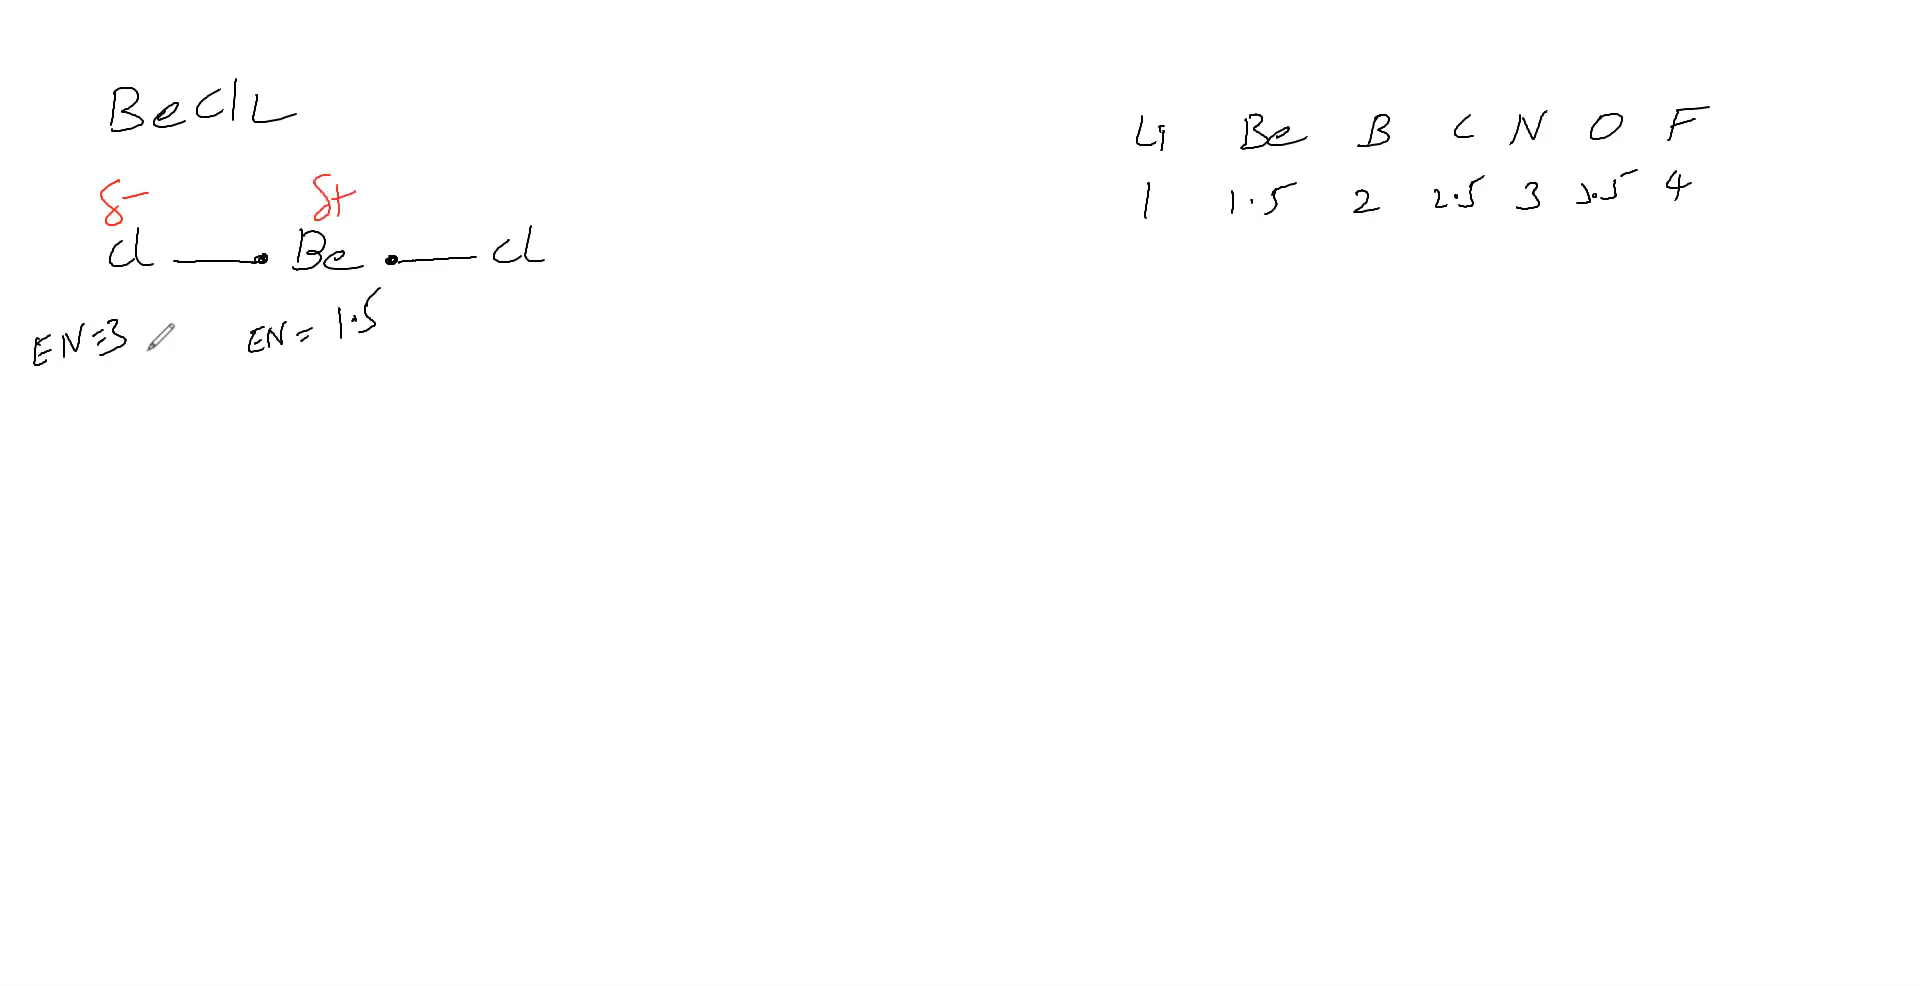 BeCl2
Li Be B C N O F
1 1.5 2 2.5 3 3.5 4
δ- δ+
Cl — Be — Cl
EN=3 EN = 1.5